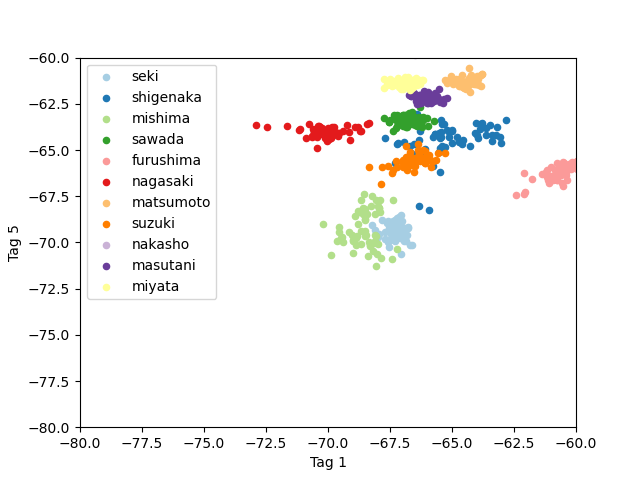 −60.0
−62.5
−65.0
−67.5
−70.0
−72.5
−75.0
−77.5
−80.0
Tag 5
seki
shigenaka
mishima
sawada
furushima
nagasaki
matsumoto
suzuki
nakasho
masutani
miyata
−80.0 −77.5 −75.0 −72.5 −70.0 −67.5 −65.0 −62.5 −60.0
Tag 1